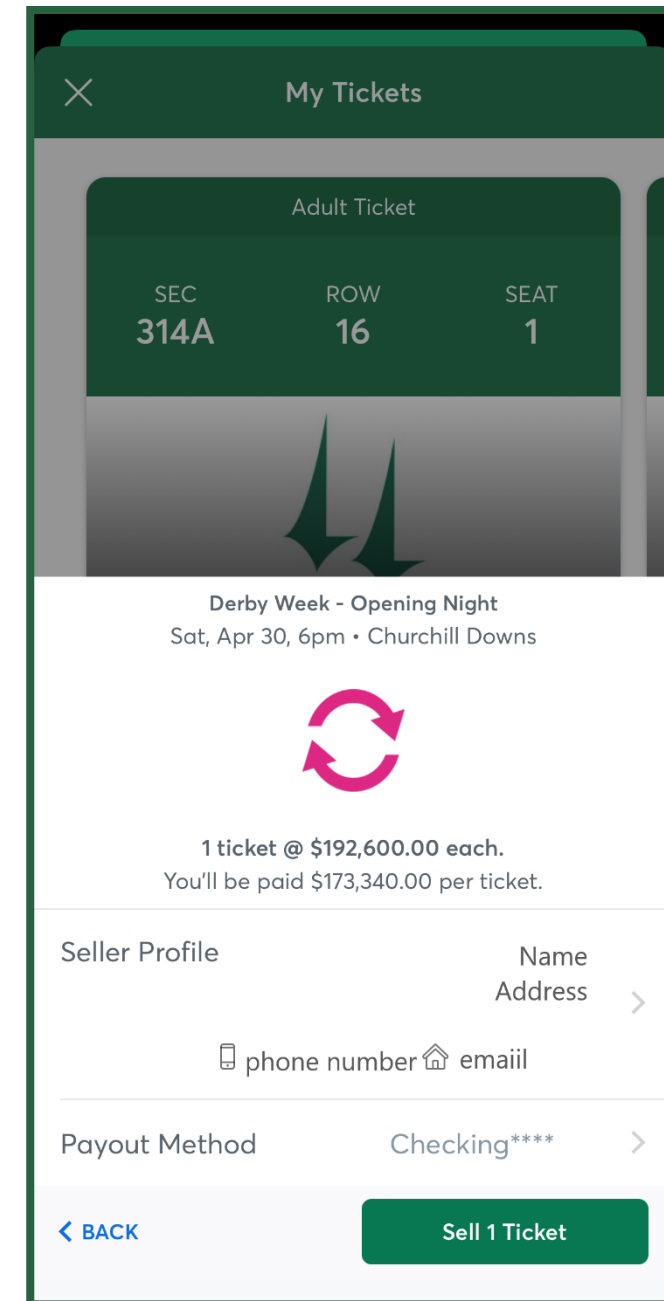 My Tickets
Adult Ticket
SEC ROW SEAT
314A 16 1
Derby Week - Opening Night
Sat, Apr 30, 6pm • Churchill Downs
1 ticket @ $192,600.00 each.
You'll be paid $173,340.00 per ticket.
Seller Profile Name
Address
phone number emaiil
Payout Method Checking****
BACK Sell 1 Ticket